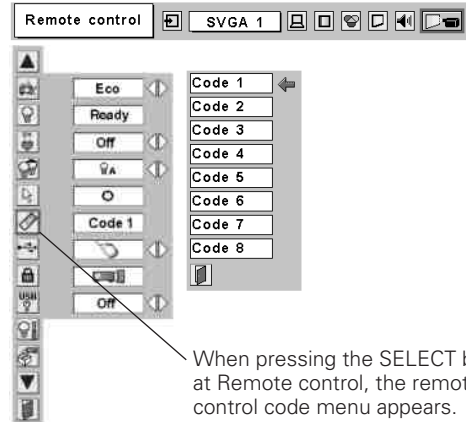 Remote control
SVGA 1
Eco
Ready
Off
A
Code 1
USB
Off
Code 1
Code 2
Code 3
Code 4
Code 5
Code 6
Code 7
Code 8
When pressing the SELECT
at Remote control, the remot
control code menu appears.